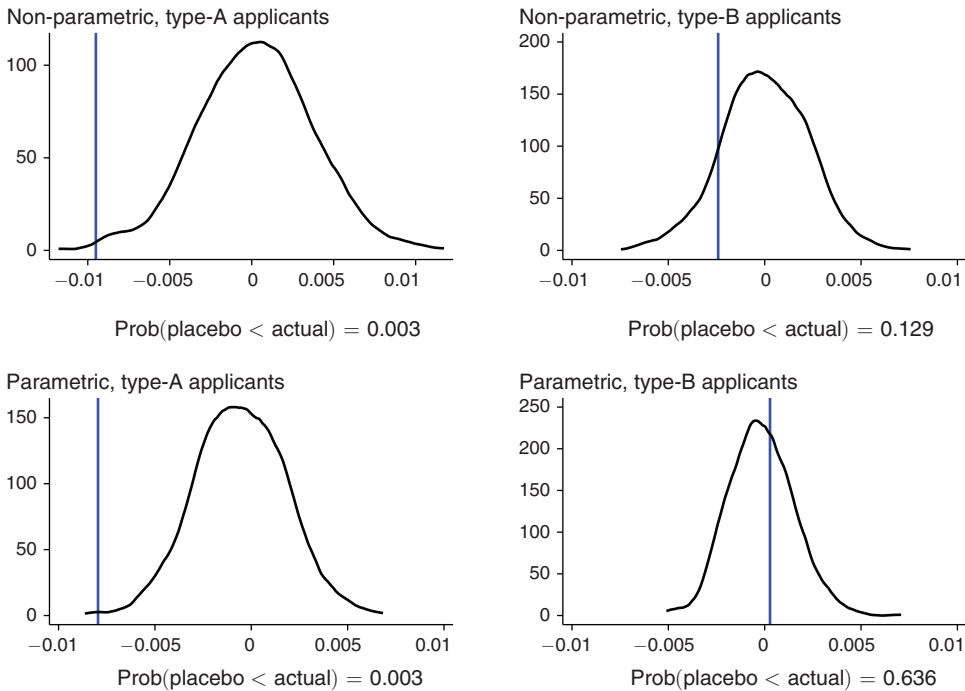 Non-parametric, type-A applicants
100
50
0
−0.01 −0.005 0 0.005 0.01
Prob(placebo < actual) = 0.003
Non-parametric, type-B applicants
200
150
100
50
0
−0.01 −0.005 0 0.005 0.01
Prob(placebo < actual) = 0.129
Parametric, type-A applicants
150
100
50
0
−0.01 −0.005 0 0.005 0.01
Prob(placebo < actual) = 0.003
Parametric, type-B applicants
250
200
150
100
50
0
−0.01 −0.005 0 0.005 0.01
Prob(placebo < actual) = 0.636